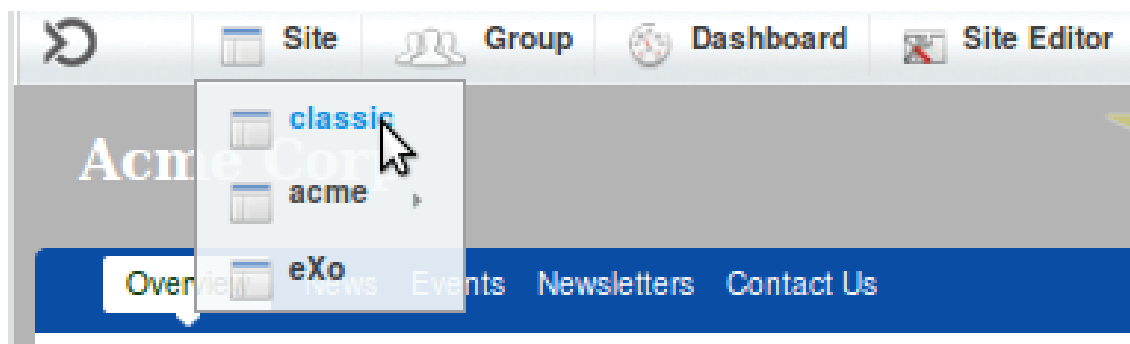 Site Group Dashboard Site Editor
classic
Acme Corp
acme
eXo
Overview News Events Newsletters Contact Us